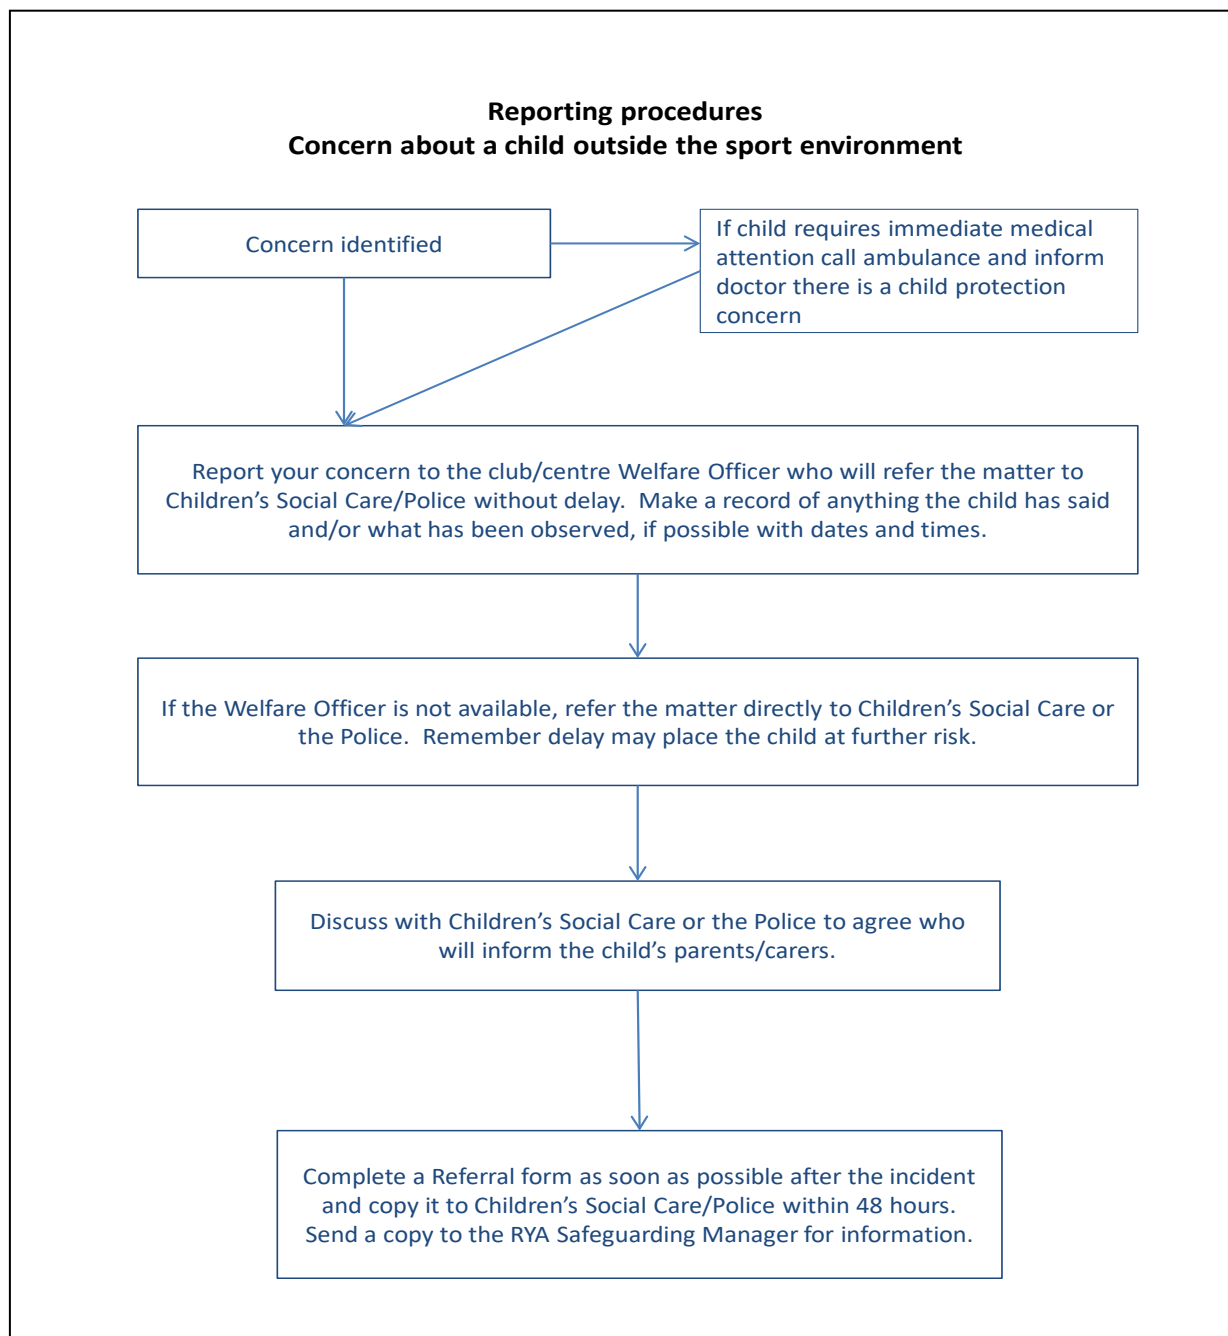 Reporting procedures
Concern about a child outside the sport environment
Concern identified
If child requires immediate medical
attention call ambulance and inform
doctor there is a child protection
concern
Report your concern to the club/centre Welfare Officer who will refer the matter to
Children’s Social Care/Police without delay.  Make a record of anything the child has said
and/or what has been observed, if possible with dates and times.
If the Welfare Officer is not available, refer the matter directly to Children’s Social Care or
the Police.  Remember delay may place the child at further risk.
Discuss with Children’s Social Care or the Police to agree who
will inform the child’s parents/carers.
Complete a Referral form as soon as possible after the incident
and copy it to Children’s Social Care/Police within 48 hours.
Send a copy to the RYA Safeguarding Manager for information.